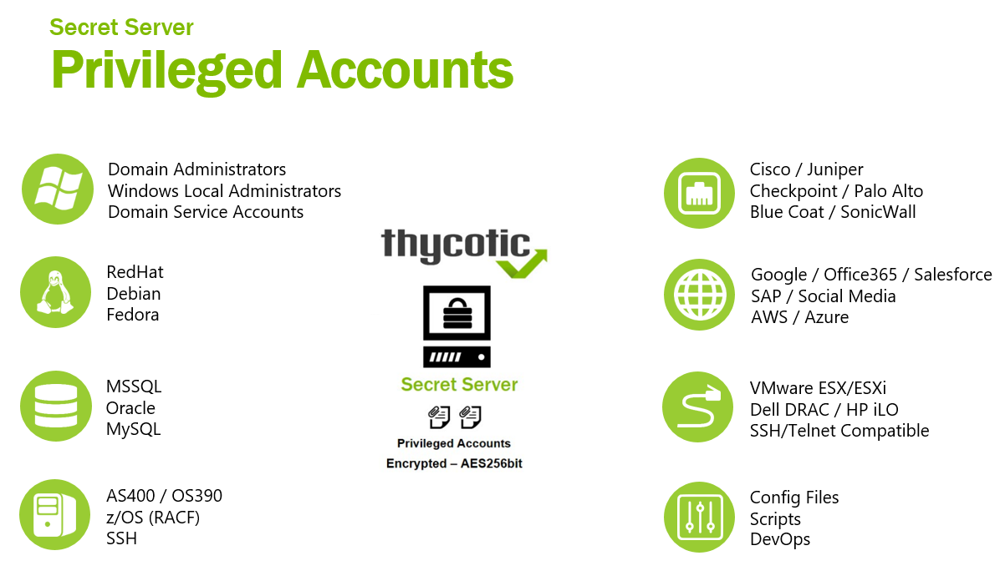 Secret Server
Privileged Accounts
Domain Administrators
Windows Local Administrators
Domain Service Accounts
RedHat
Debian
Fedora
MSSQL
Oracle
MySQL
AS400 / OS390
z/OS (RACF)
SSH
thycotic
Secret Server
Privileged Accounts
Encrypted – AES256bit
Cisco / Juniper
Checkpoint / Palo Alto
Blue Coat / SonicWall
Google / Office365 / Salesforce
SAP / Social Media
AWS / Azure
VMware ESX/ESXi
Dell DRAC / HP iLO
SSH/Telnet Compatible
Config Files
Scripts
DevOps